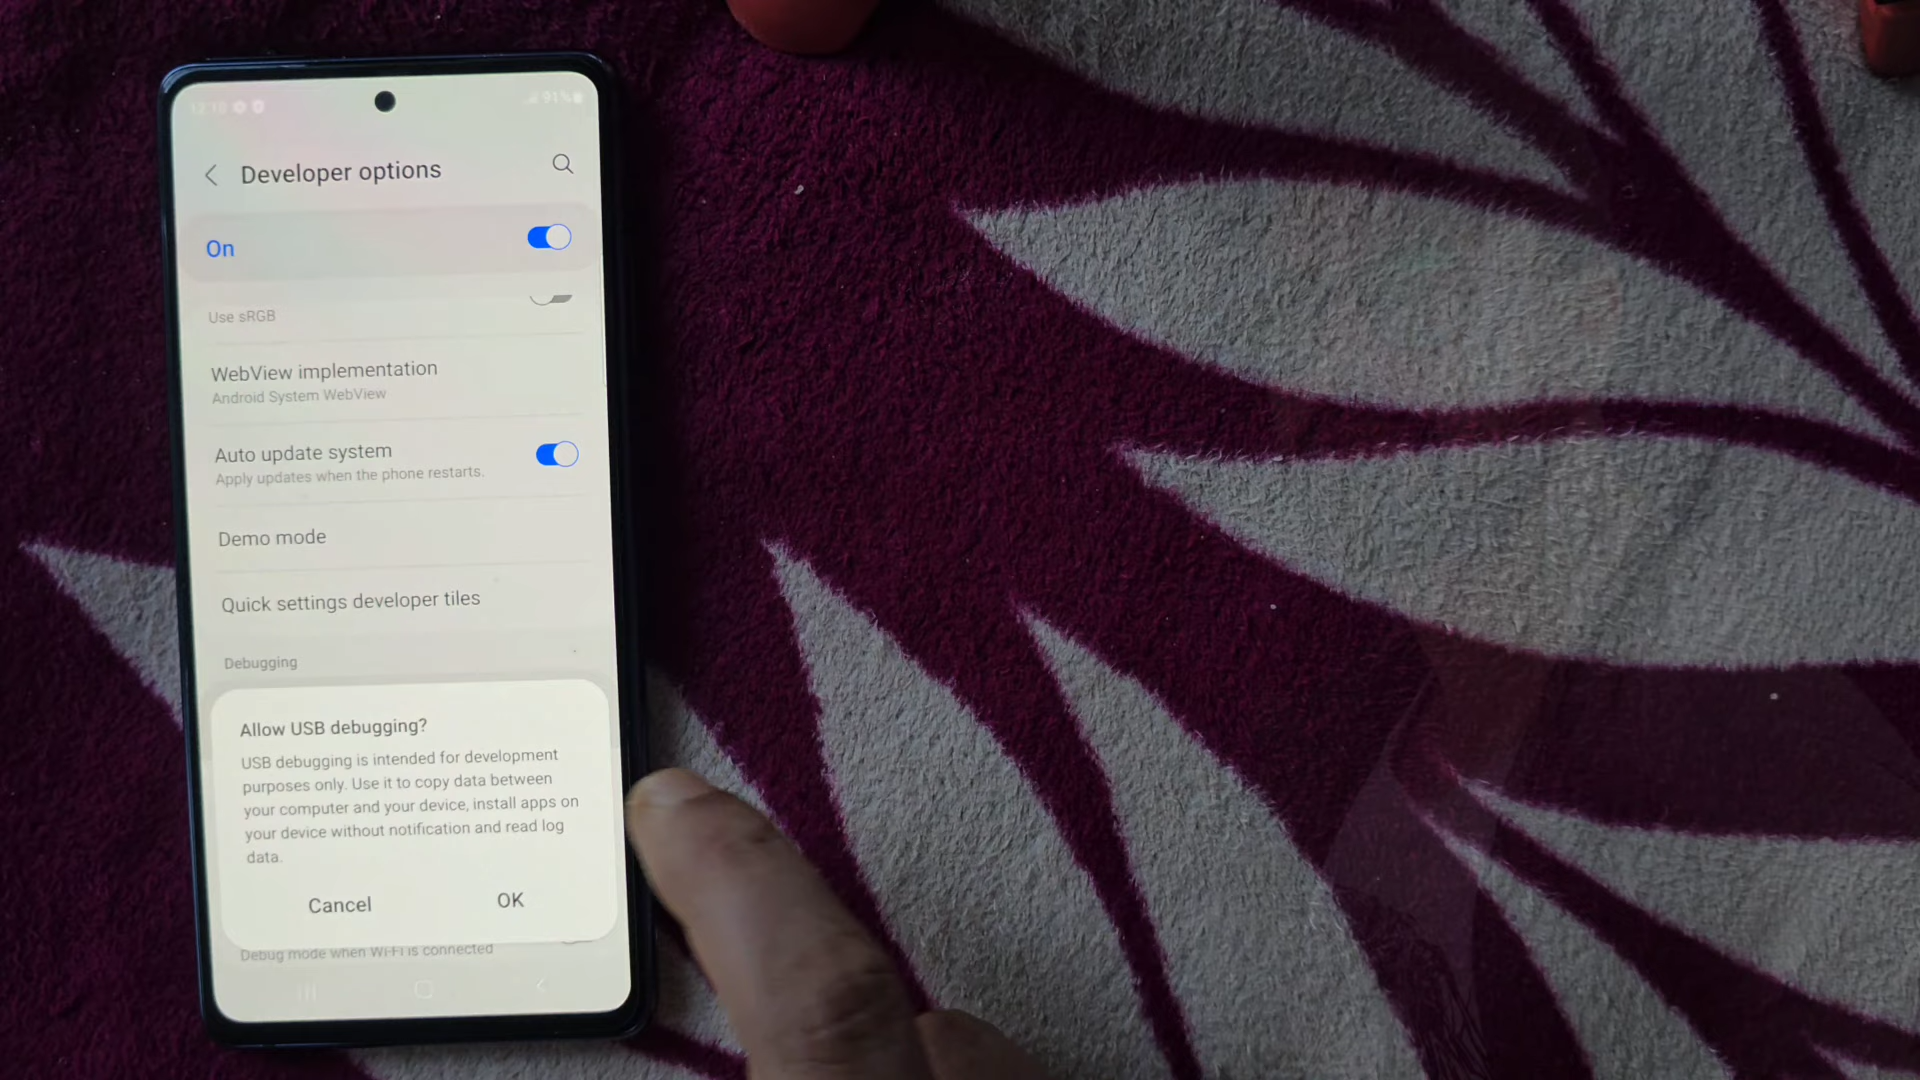 12:18 91%
Developer options
On
Use sRGB
WebView implementation
Android System WebView
Auto update system
Apply updates when the phone restarts.
Demo mode
Quick settings developer tiles
Debugging
Allow USB debugging?
USB debugging is intended for development
purposes only. Use it to copy data between
your computer and your device, install apps on
your device without notification and read log
data.
Cancel OK
Debug mode when Wi-Fi is connected